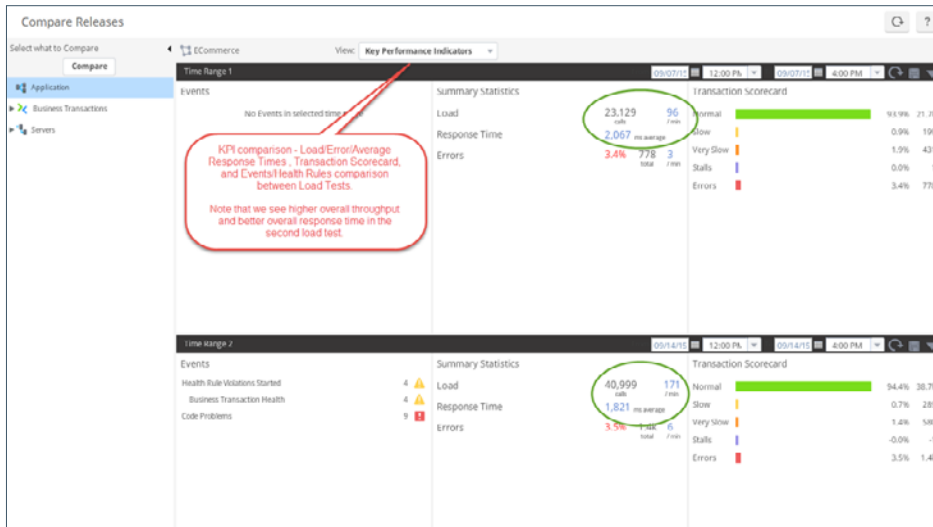 Compare Releases
Select what to Compare
ECommerce
View: Key Performance Indicators
Compare
Application
Business Transactions
Servers
Time Range 1
09/07/15 12:00 PM 09/07/15 4:00 PM
Events
No Events in selected time
Summary Statistics
Load 23,129 96
calls / min
Response Time 2,067 ms average
Errors 3.4% 778 3
total / min
Transaction Scorecard
Normal 93.9%
Slow 0.9%
Very Slow 1.9%
Stalls 0.0%
Errors 3.4%
KPI comparison - Load/Error/Average
Response Times , Transaction Scorecard,
and Events/Health Rules comparison
between Load Tests.
Note that we see higher overall throughput
and better overall response time in the
second load test.
Time Range 2
09/14/15 12:00 PM 09/14/15 4:00 PM
Events
Health Rule Violations Started 4
Business Transaction Health 4
Code Problems 9
Summary Statistics
Load 40,999 171
calls / min
Response Time 1,821 ms average
Errors 3.5% 1.4k 6
total / min
Transaction Scorecard
Normal 94.4%
Slow 0.7%
Very Slow 1.4%
Stalls -0.0%
Errors 3.5%